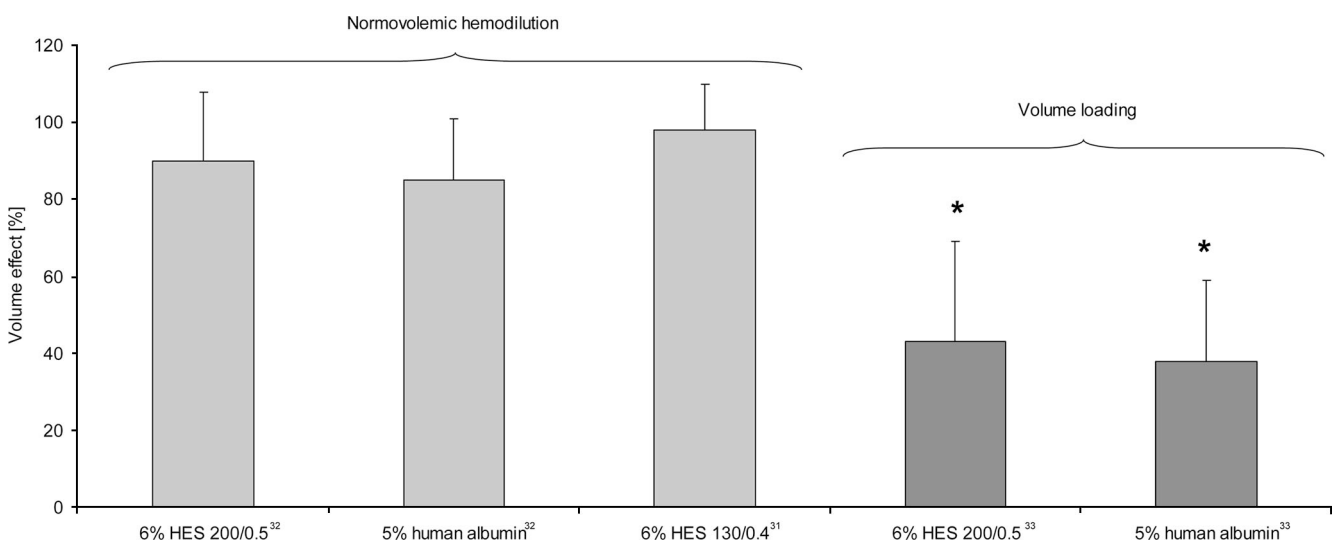 Normovolemic hemodilution
Volume loading
Volume effect [%]
120
100
80
60
40
20
0
*
*
6% HES 200/0.5³²
5% human albumin³²
6% HES 130/0.4³¹
6% HES 200/0.5 ³³
5% human albumin³³